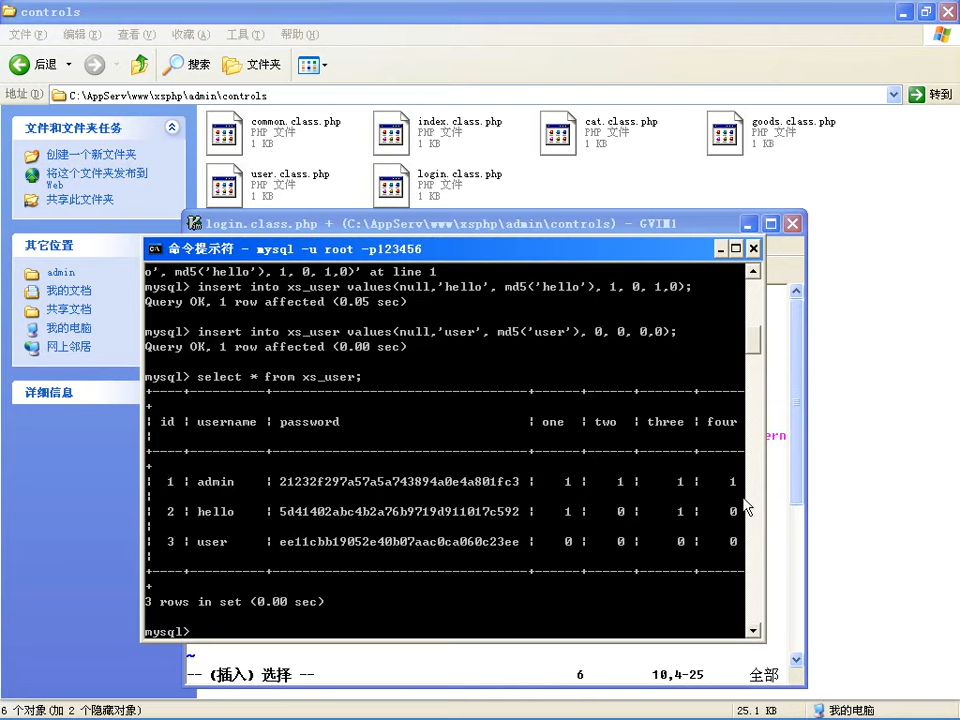 controls
文件(F) 编辑(E) 查看(V) 收藏(A) 工具(T) 帮助(H)
后退 搜索 文件夹
地址(D) C:\AppServ\www\xsphp\admin\controls 转到
文件和文件夹任务
创建一个新文件夹
将这个文件夹发布到
Web
共享此文件夹
其它位置
admin
我的文档
共享文档
我的电脑
网上邻居
详细信息
common.class.php
PHP 文件
1 KB
index.class.php
PHP 文件
1 KB
cat.class.php
PHP 文件
1 KB
goods.class.php
PHP 文件
1 KB
user.class.php
PHP 文件
1 KB
login.class.php
PHP 文件
1 KB
login.class.php + (C:\AppServ\www\xsphp\admin\controls) - GVIM1
命令提示符 - mysql -u root -p123456
o', md5('hello'), 1, 0, 1,0)' at line 1
mysql> insert into xs_user values(null,'hello', md5('hello'), 1, 0, 1,0);
Query OK, 1 row affected (0.05 sec)
mysql> insert into xs_user values(null,'user', md5('user'), 0, 0, 0,0);
Query OK, 1 row affected (0.00 sec)
mysql> select * from xs_user;
+----+----------+----------------------------------+-----+-----+-------+------
+
| id | username | password | one | two | three | four
|
+----+----------+----------------------------------+-----+-----+-------+------
+
| 1 | admin | 21232f297a57a5a743894a0e4a801fc3 | 1 | 1 | 1 | 1
|
| 2 | hello | 5d41402abc4b2a76b9719d911017c592 | 1 | 0 | 1 | 0
|
| 3 | user | ee11cbb19052e40b07aac0ca060c23ee | 0 | 0 | 0 | 0
|
+----+----------+----------------------------------+-----+-----+-------+------
+
3 rows in set (0.00 sec)
mysql>
ern
~
-- (插入) 选择 -- 6 10,4-25 全部
6 个对象(加 2 个隐藏对象) 25.1 KB 我的电脑